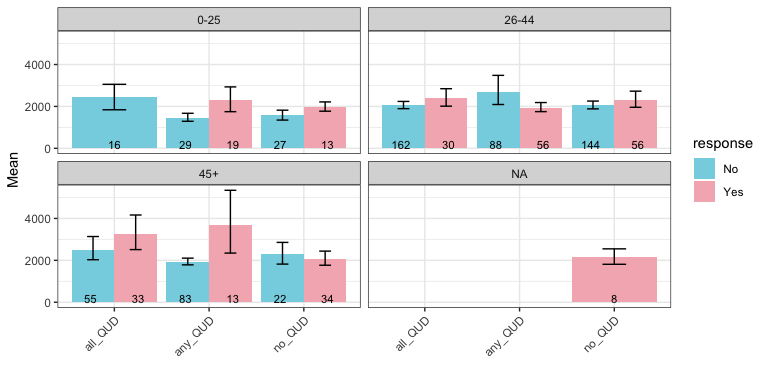 0-25
26-44
4000
2000
0
16
29
19
27
13
162
30
88
56
144
56
Mean
45+
NA
4000
2000
0
55
33
83
13
22
34
8
all_QUD
any_QUD
no_QUD
all_QUD
any_QUD
no_QUD
response
No
Yes